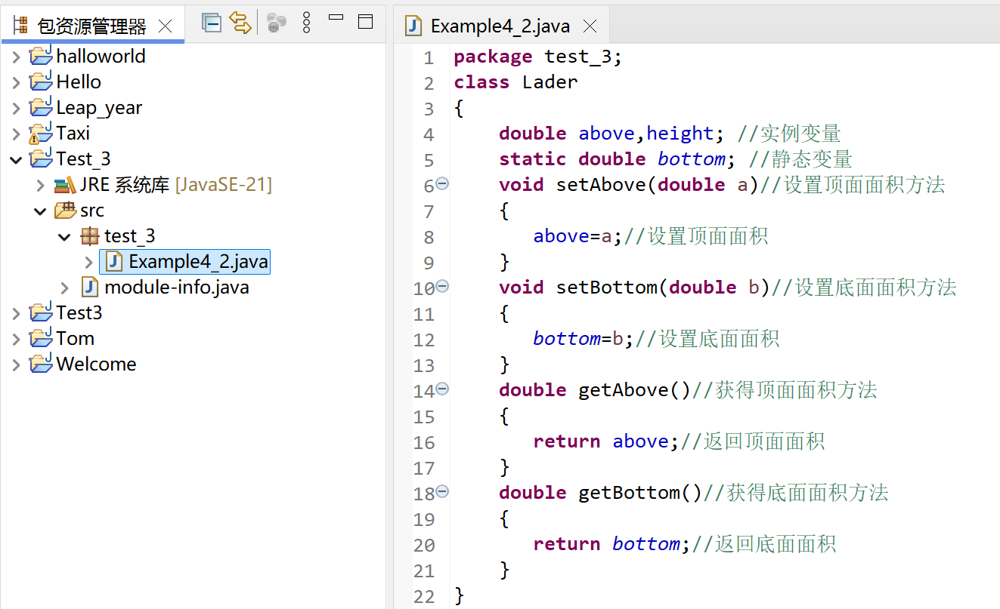 包资源管理器
halloworld
Hello
Leap_year
Taxi
Test_3
JRE 系统库 [JavaSE-21]
src
test_3
Example4_2.java
module-info.java
Test3
Tom
Welcome
Example4_2.java
1 package test_3;
2 class Lader
3 {
4     double above,height; //实例变量
5     static double bottom; //静态变量
6     void setAbove(double a)//设置顶面面积方法
7     {
8        above=a;//设置顶面面积
9     }
10     void setBottom(double b)//设置底面面积方法
11     {
12        bottom=b;//设置底面面积
13     }
14     double getAbove()//获得顶面面积方法
15     {
16        return above;//返回顶面面积
17     }
18     double getBottom()//获得底面面积方法
19     {
20        return bottom;//返回底面面积
21     }
22 }